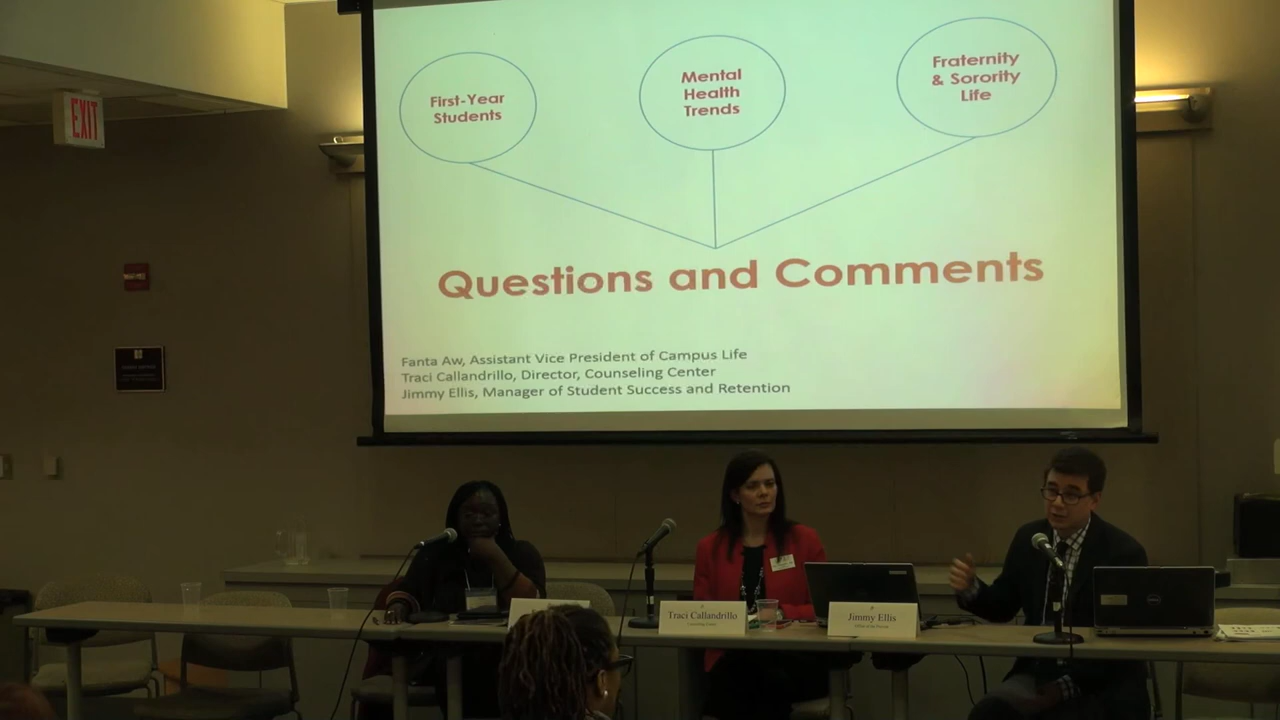 EXIT
First-Year
Students
Mental
Health
Trends
Fraternity
& Sorority
Life
Questions and Comments
Fanta Aw, Assistant Vice President of Campus Life
Traci Callandrillo, Director, Counseling Center
Jimmy Ellis, Manager of Student Success and Retention
Traci Callandrillo
Jimmy Ellis